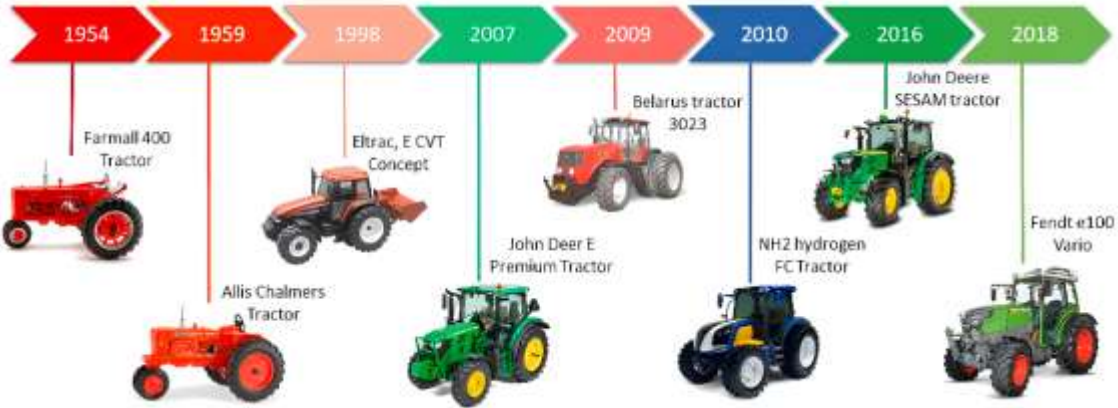 1954
1959
1998
2007
2009
2010
2016
2018
Farmall 400
Tractor
Allis Chalmers
Tractor
Eltrac, E CVT
Concept
John Deer E
Premium Tractor
Belarus tractor
3023
NH2 hydrogen
FC Tractor
John Deere
SESAM tractor
Fendt e100
Vario